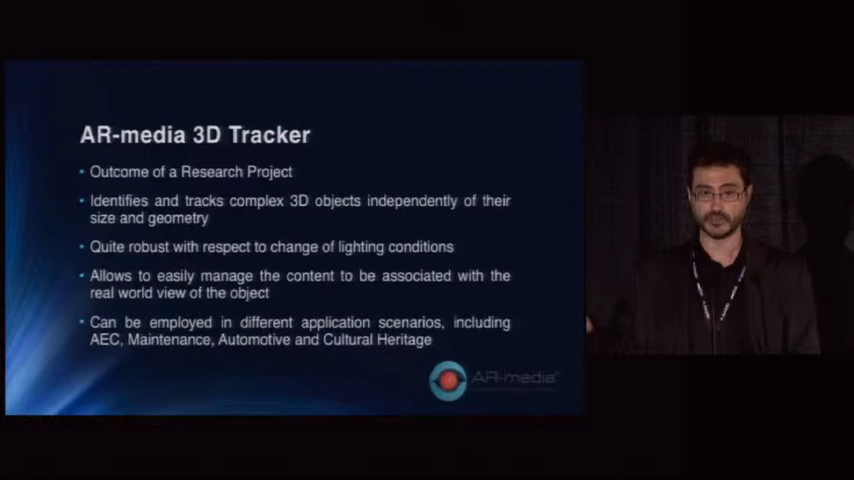 AR-media 3D Tracker
• Outcome of a Research Project
• Identifies and tracks complex 3D objects independently of their
size and geometry
• Quite robust with respect to change of lighting conditions
• Allows to easily manage the content to be associated with the
real world view of the object
• Can be employed in different application scenarios, including
AEC, Maintenance, Automotive and Cultural Heritage
AR-media